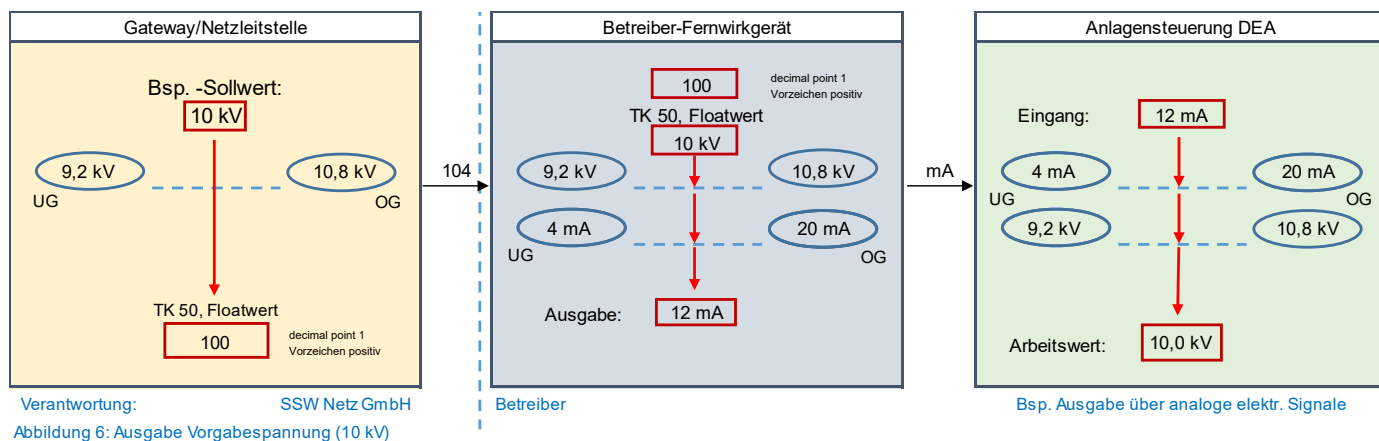 Gateway/Netzleitstelle
Bsp. -Sollwert:
10 kV
9,2 kV
10,8 kV
UG
OG
TK 50, Floatwert
100
decimal point 1
Vorzeichen positiv
104
Betreiber-Fernwirkgerät
100
decimal point 1
Vorzeichen positiv
TK 50, Floatwert
10 kV
9,2 kV
10,8 kV
4 mA
20 mA
UG
OG
Ausgabe:
12 mA
mA
Anlagensteuerung DEA
Eingang:
12 mA
4 mA
20 mA
UG
OG
9,2 kV
10,8 kV
Arbeitswert:
10,0 kV
Verantwortung:
SSW Netz GmbH
Betreiber
Bsp. Ausgabe über analoge elektr. Signale
Abbildung 6: Ausgabe Vorgabespannung (10 kV)